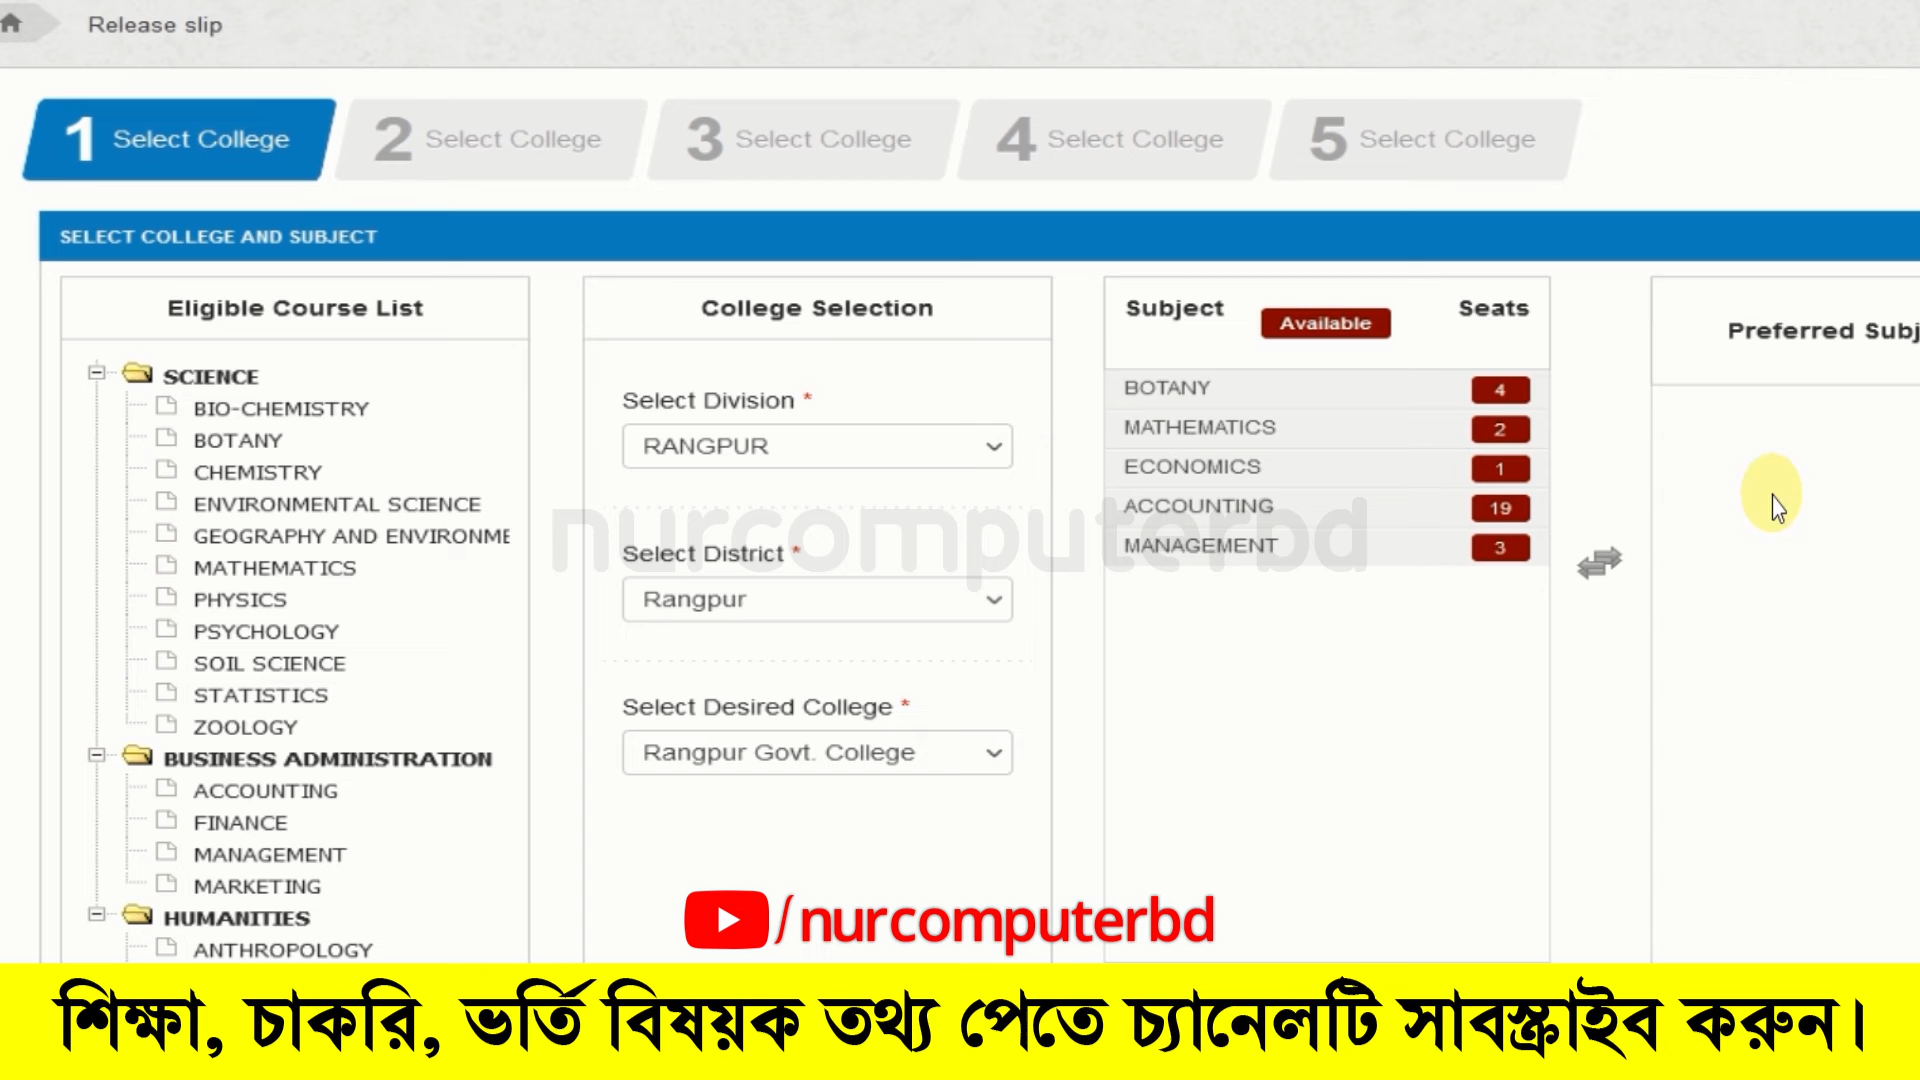 Release slip
1 Select College
2 Select College
3 Select College
4 Select College
5 Select College
SELECT COLLEGE AND SUBJECT
Eligible Course List
SCIENCE
BIO-CHEMISTRY
BOTANY
CHEMISTRY
ENVIRONMENTAL SCIENCE
GEOGRAPHY AND ENVIRONME
MATHEMATICS
PHYSICS
PSYCHOLOGY
SOIL SCIENCE
STATISTICS
ZOOLOGY
BUSINESS ADMINISTRATION
ACCOUNTING
FINANCE
MANAGEMENT
MARKETING
HUMANITIES
ANTHROPOLOGY
College Selection
Select Division *
RANGPUR
Select District *
Rangpur
Select Desired College *
Rangpur Govt. College
Subject Available Seats
BOTANY 4
MATHEMATICS 2
ECONOMICS 1
ACCOUNTING 19
MANAGEMENT 3
Preferred Subj
nurcomputerbd
/nurcomputerbd
শিক্ষা, চাকরি, ভর্তি বিষয়ক তথ্য পেতে চ্যানেলটি সাবস্ক্রাইব করুন।